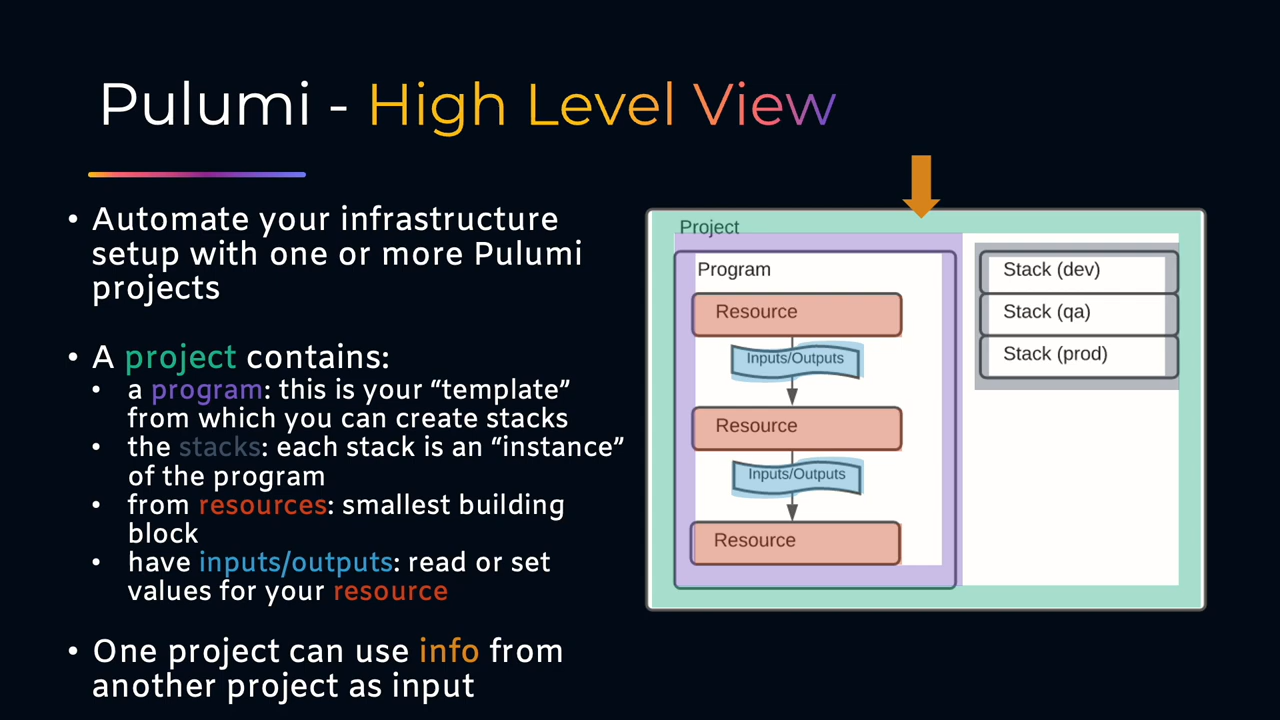 Pulumi - High Level View
• Automate your infrastructure
setup with one or more Pulumi
projects
• A project contains:
• a program: this is your “template”
from which you can create stacks
• the stacks: each stack is an “instance”
of the program
• from resources: smallest building
block
• have inputs/outputs: read or set
values for your resource
• One project can use info from
another project as input
Project
Program
Resource
Inputs/Outputs
Resource
Inputs/Outputs
Resource
Stack (dev)
Stack (qa)
Stack (prod)